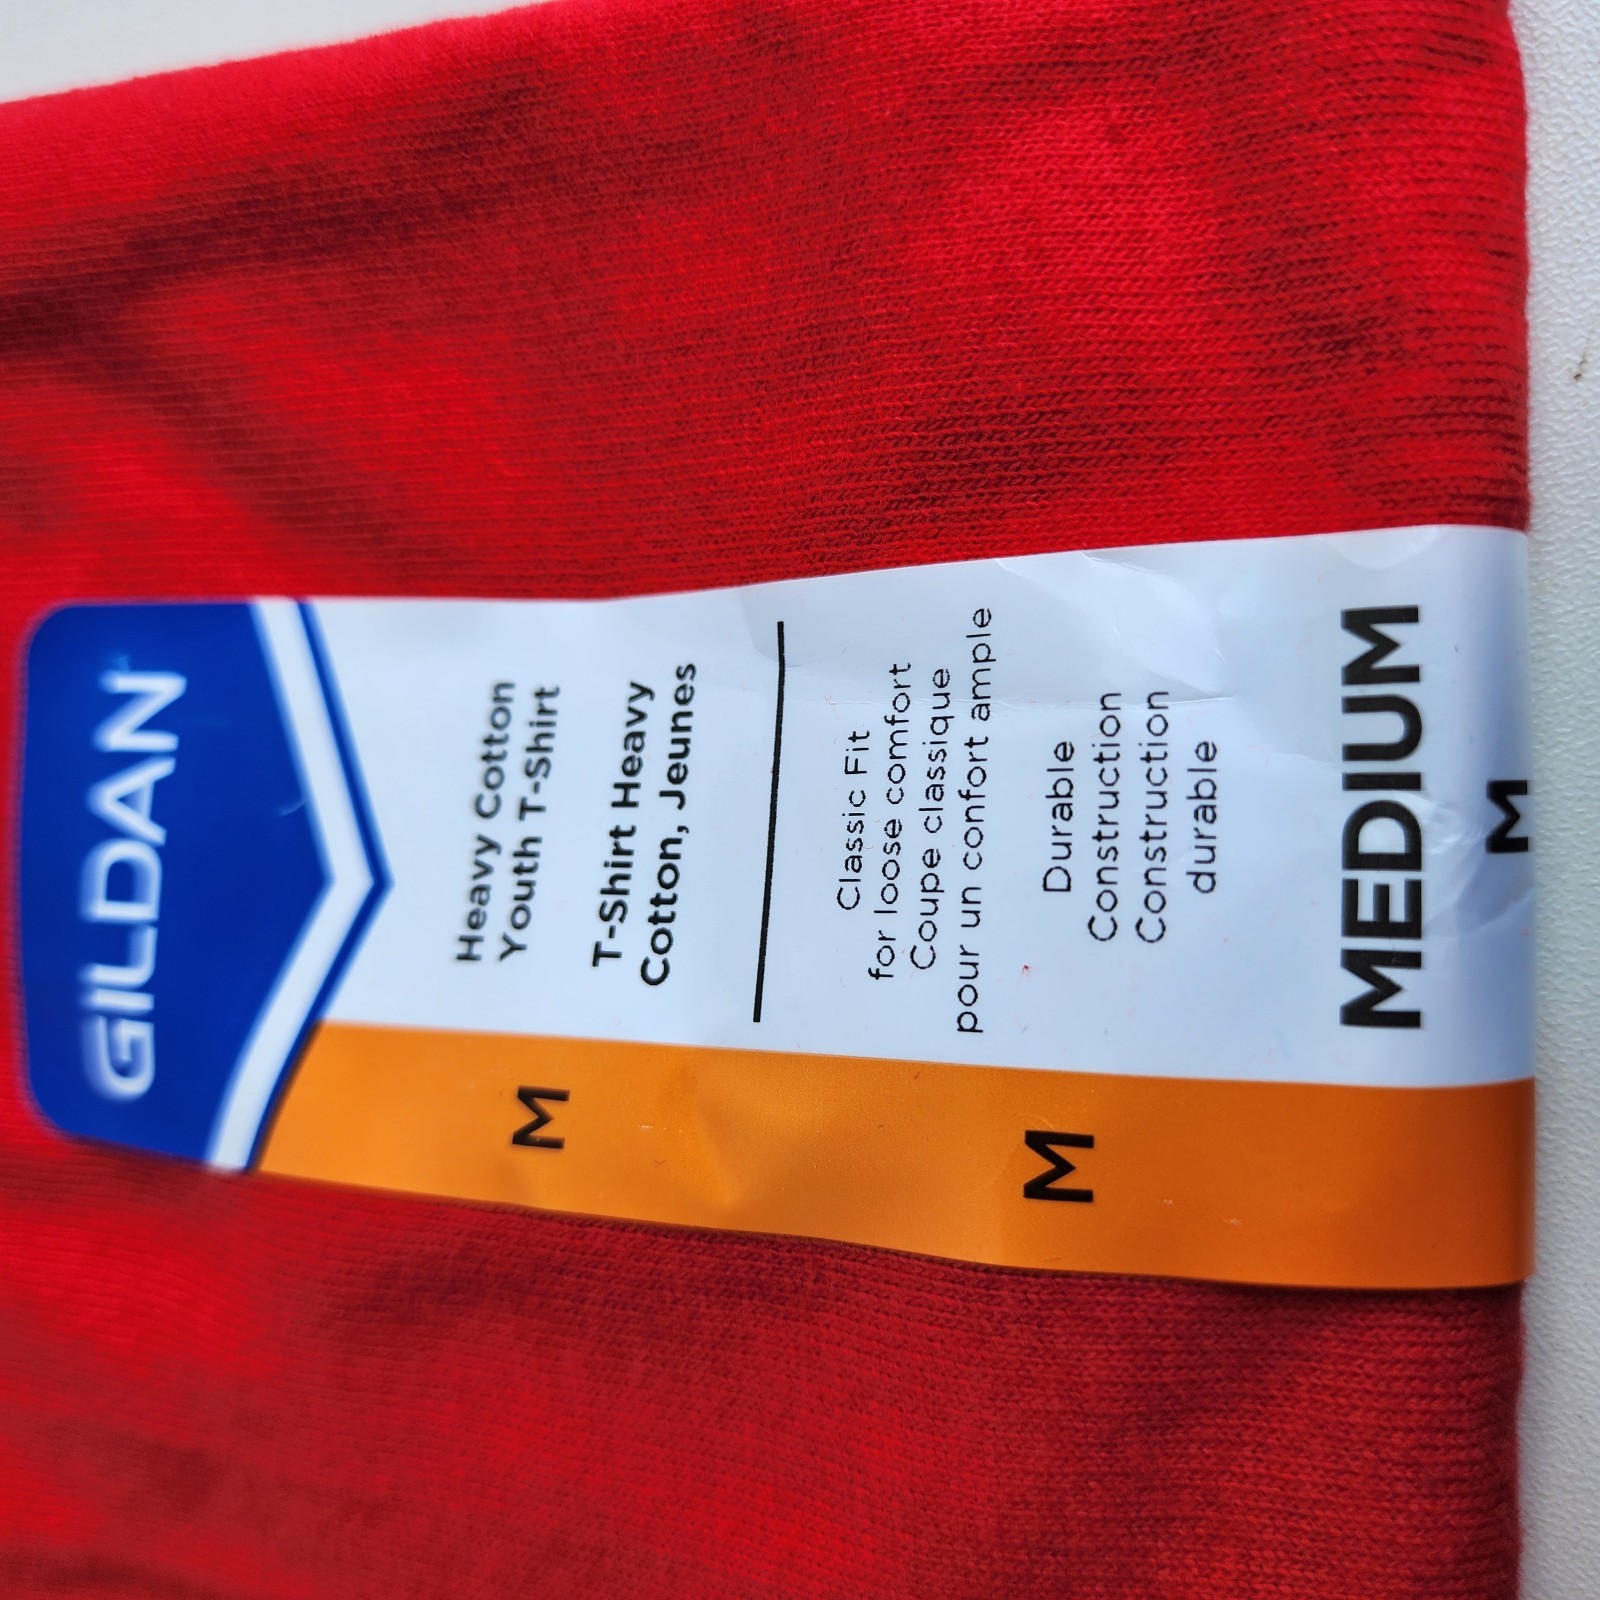 GILDAN
Heavy Cotton
Youth T-Shirt
T-Shirt Heavy
Cotton, Jeunes
Classic Fit
for loose comfort
Coupe classique
pour un confort ample
Durable
Construction
Construction
durable
MEDIUM
M
M
M